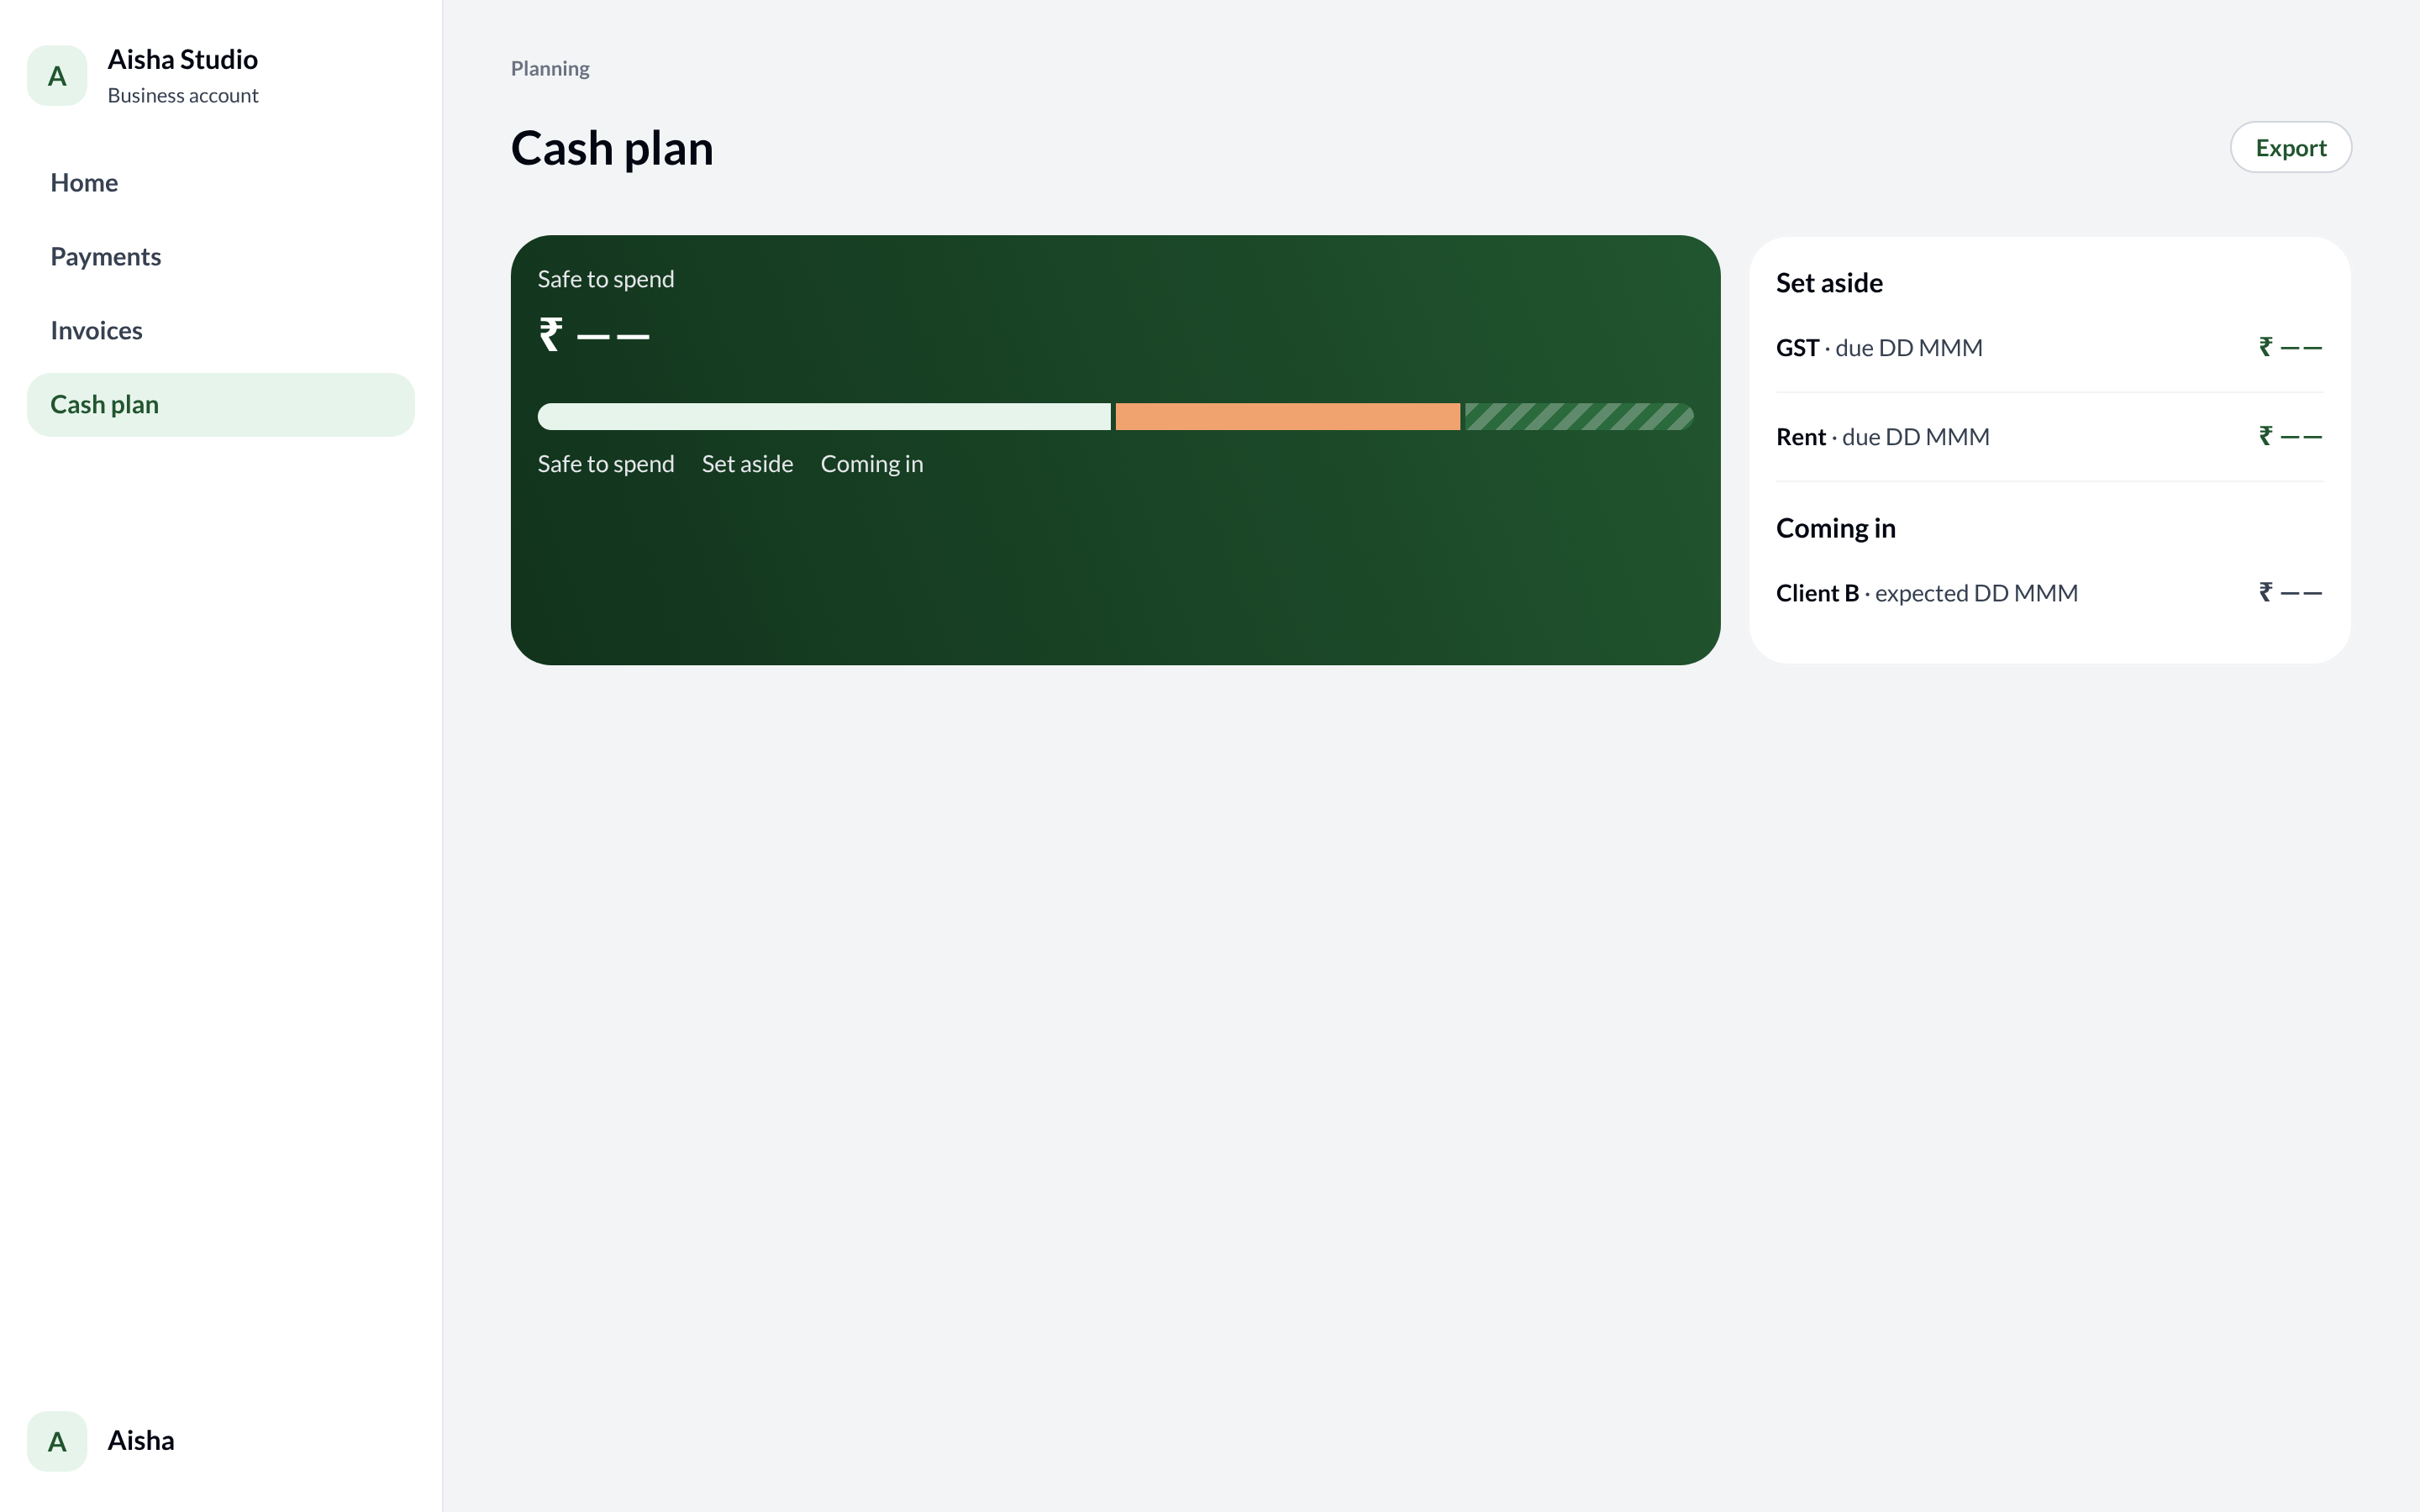 A
Aisha Studio
Business account
Home
Payments
Invoices
Cash plan
A
Aisha
Planning
Cash plan
Export
Safe to spend
₹ ——
Safe to spend Set aside Coming in
Set aside
GST · due DD MMM ₹ ——
Rent · due DD MMM ₹ ——
Coming in
Client B · expected DD MMM ₹ ——